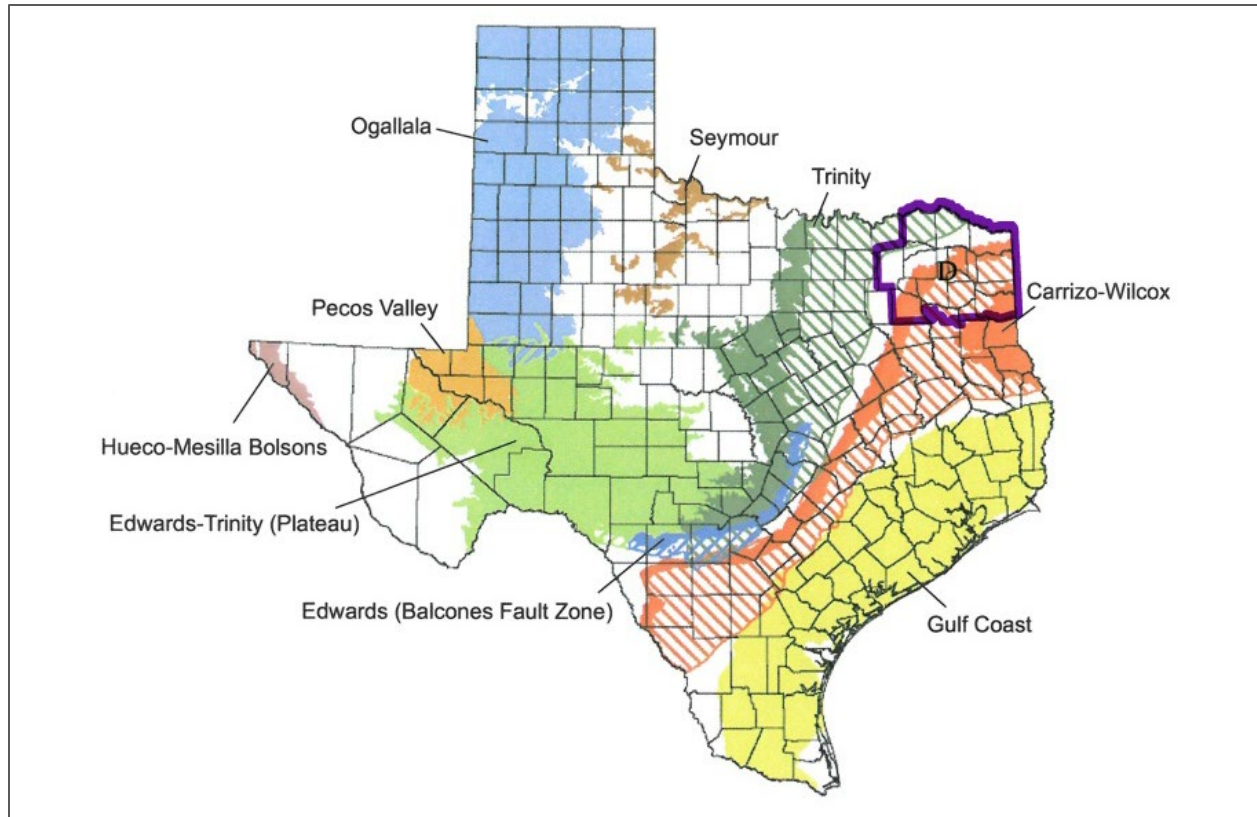 Ogallala
Seymour
Trinity
D
Carrizo-Wilcox
Pecos Valley
Hueco-Mesilla Bolsons
Edwards-Trinity (Plateau)
Edwards (Balcones Fault Zone)
Gulf Coast